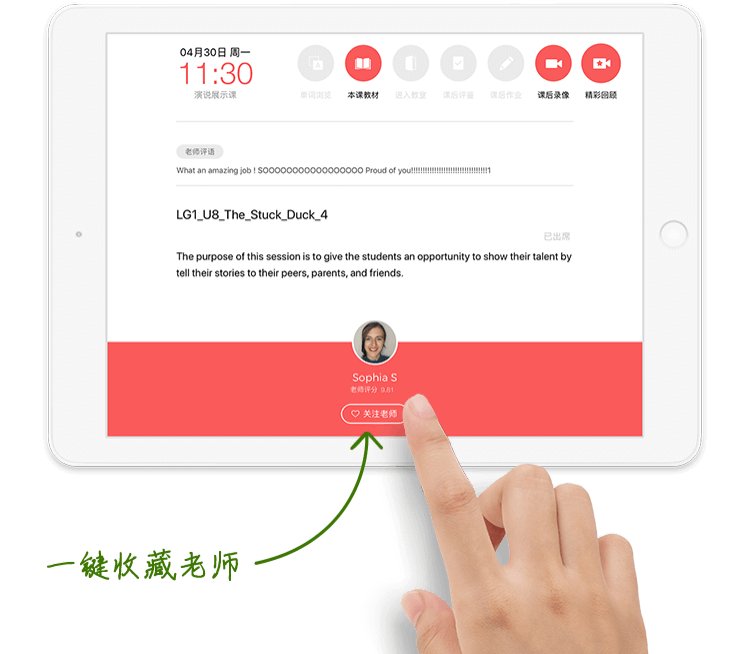 04月30日 周一
11:30
演说展示课
单词浏览 本课教材 进入教室 课后评鉴 课后作业 课后录像 精彩回顾
老师评语
What an amazing job ! SOOOOOOOOOOOOOOOOO Proud of you!!!!!!!!!!!!!!!!!!!!!!!!!!!!!!!!!1
LG1_U8_The_Stuck_Duck_4
已出席
The purpose of this session is to give the students an opportunity to show their talent by
tell their stories to their peers, parents, and friends.
Sophia S
老师评分 9.81
关注老师
一键收藏老师